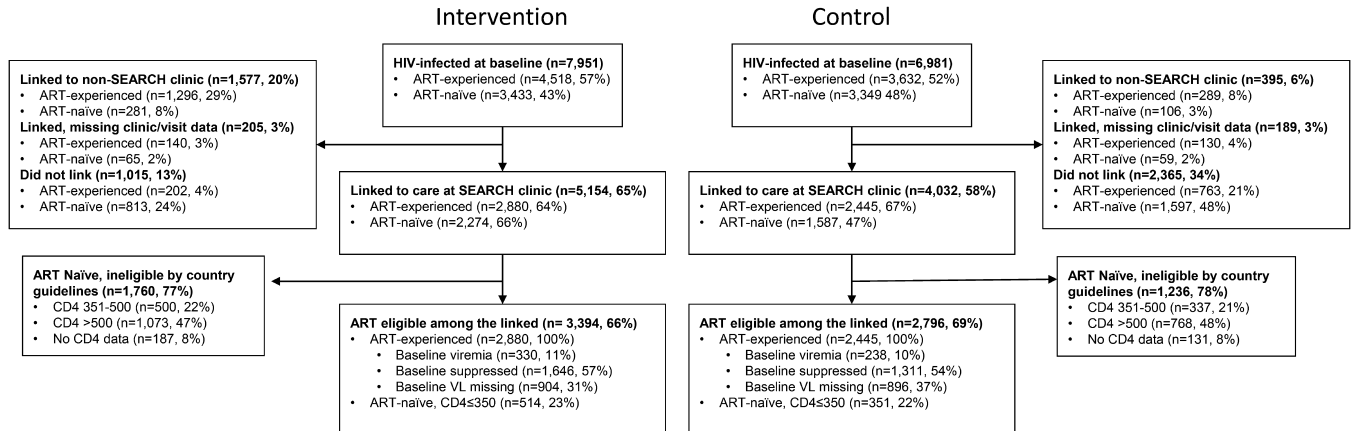 Intervention
HIV-infected at baseline (n=7,951)
• ART-experienced (n=4,518, 57%)
• ART-naïve (n=3,433, 43%)
Linked to non-SEARCH clinic (n=1,577, 20%)
• ART-experienced (n=1,296, 29%)
• ART-naïve (n=281, 8%)
Linked, missing clinic/visit data (n=205, 3%)
• ART-experienced (n=140, 3%)
• ART-naïve (n=65, 2%)
Did not link (n=1,015, 13%)
• ART-experienced (n=202, 4%)
• ART-naïve (n=813, 24%)
Linked to care at SEARCH clinic (n=5,154, 65%)
• ART-experienced (n=2,880, 64%)
• ART-naïve (n=2,274, 66%)
ART Naïve, ineligible by country
guidelines (n=1,760, 77%)
• CD4 351-500 (n=500, 22%)
• CD4 >500 (n=1,073, 47%)
• No CD4 data (n=187, 8%)
ART eligible among the linked (n= 3,394, 66%)
• ART-experienced (n=2,880, 100%)
• Baseline viremia (n=330, 11%)
• Baseline suppressed (n=1,646, 57%)
• Baseline VL missing (n=904, 31%)
• ART-naïve, CD4≤350 (n=514, 23%)
Control
HIV-infected at baseline (n=6,981)
• ART-experienced (n=3,632, 52%)
• ART-naïve (n=3,349 48%)
Linked to non-SEARCH clinic (n=395, 6%)
• ART-experienced (n=289, 8%)
• ART-naïve (n=106, 3%)
Linked, missing clinic/visit data (n=189, 3%)
• ART-experienced (n=130, 4%)
• ART-naïve (n=59, 2%)
Did not link (n=2,365, 34%)
• ART-experienced (n=763, 21%)
• ART-naïve (n=1,597, 48%)
Linked to care at SEARCH clinic (n=4,032, 58%)
• ART-experienced (n=2,445, 67%)
• ART-naïve (n=1,587, 47%)
ART Naïve, ineligible by country
guidelines (n=1,236, 78%)
• CD4 351-500 (n=337, 21%)
• CD4 >500 (n=768, 48%)
• No CD4 data (n=131, 8%)
ART eligible among the linked (n=2,796, 69%)
• ART-experienced (n=2,445, 100%)
• Baseline viremia (n=238, 10%)
• Baseline suppressed (n=1,311, 54%)
• Baseline VL missing (n=896, 37%)
• ART-naïve, CD4≤350 (n=351, 22%)